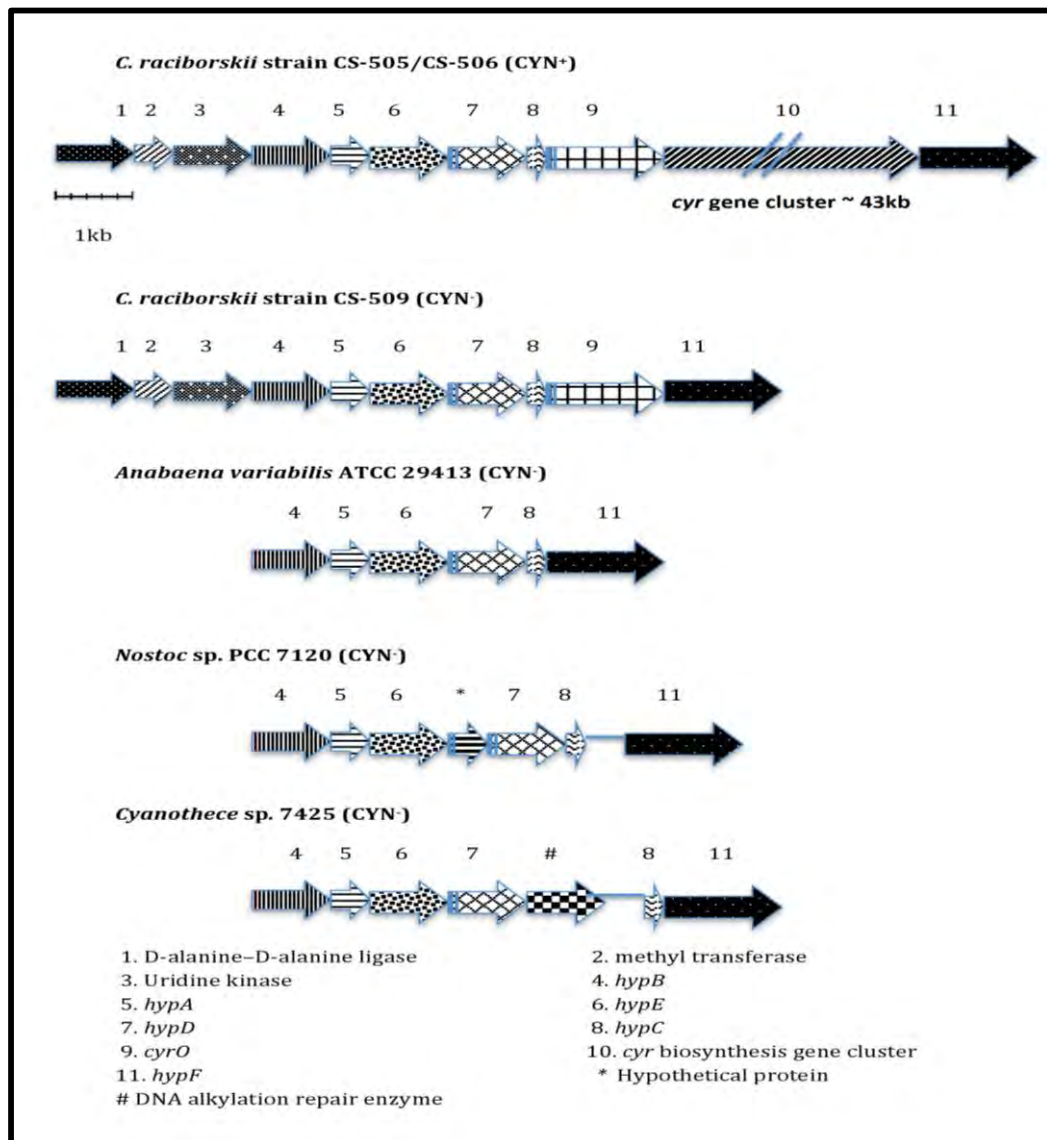 C. raciborskii strain CS-505/CS-506 (CYN⁺)
1 2 3 4 5 6 7 8 9 10 11
cyr gene cluster ~ 43kb
1kb
C. raciborskii strain CS-509 (CYN⁻)
1 2 3 4 5 6 7 8 9 11
Anabaena variabilis ATCC 29413 (CYN⁻)
4 5 6 7 8 11
Nostoc sp. PCC 7120 (CYN⁻)
4 5 6 * 7 8 11
Cyanothece sp. 7425 (CYN⁻)
4 5 6 7 # 8 11
1. D-alanine–D-alanine ligase 2. methyl transferase
3. Uridine kinase 4. hypB
5. hypA 6. hypE
7. hypD 8. hypC
9. cyrO 10. cyr biosynthesis gene cluster
11. hypF * Hypothetical protein
# DNA alkylation repair enzyme